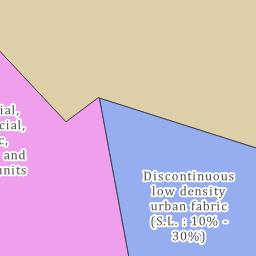 ial,
cial,
c,
and
units
Discontinuous
low density
urban fabric
(S.L. : 10% -
30%)